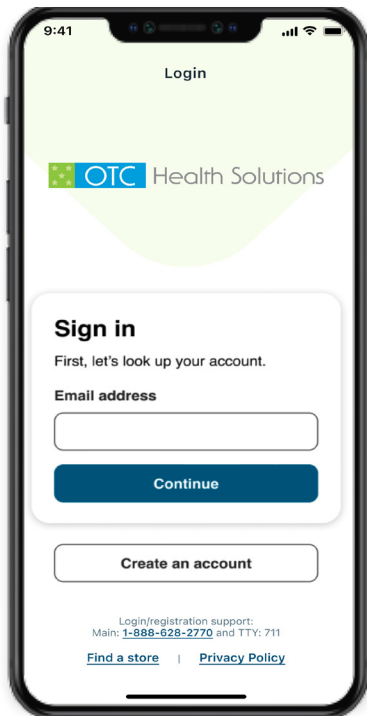 9:41
Login
OTC Health Solutions
Sign in
First, let's look up your account.
Email address
Continue
Create an account
Login/registration support:
Main: 1-888-628-2770 and TTY: 711
Find a store | Privacy Policy